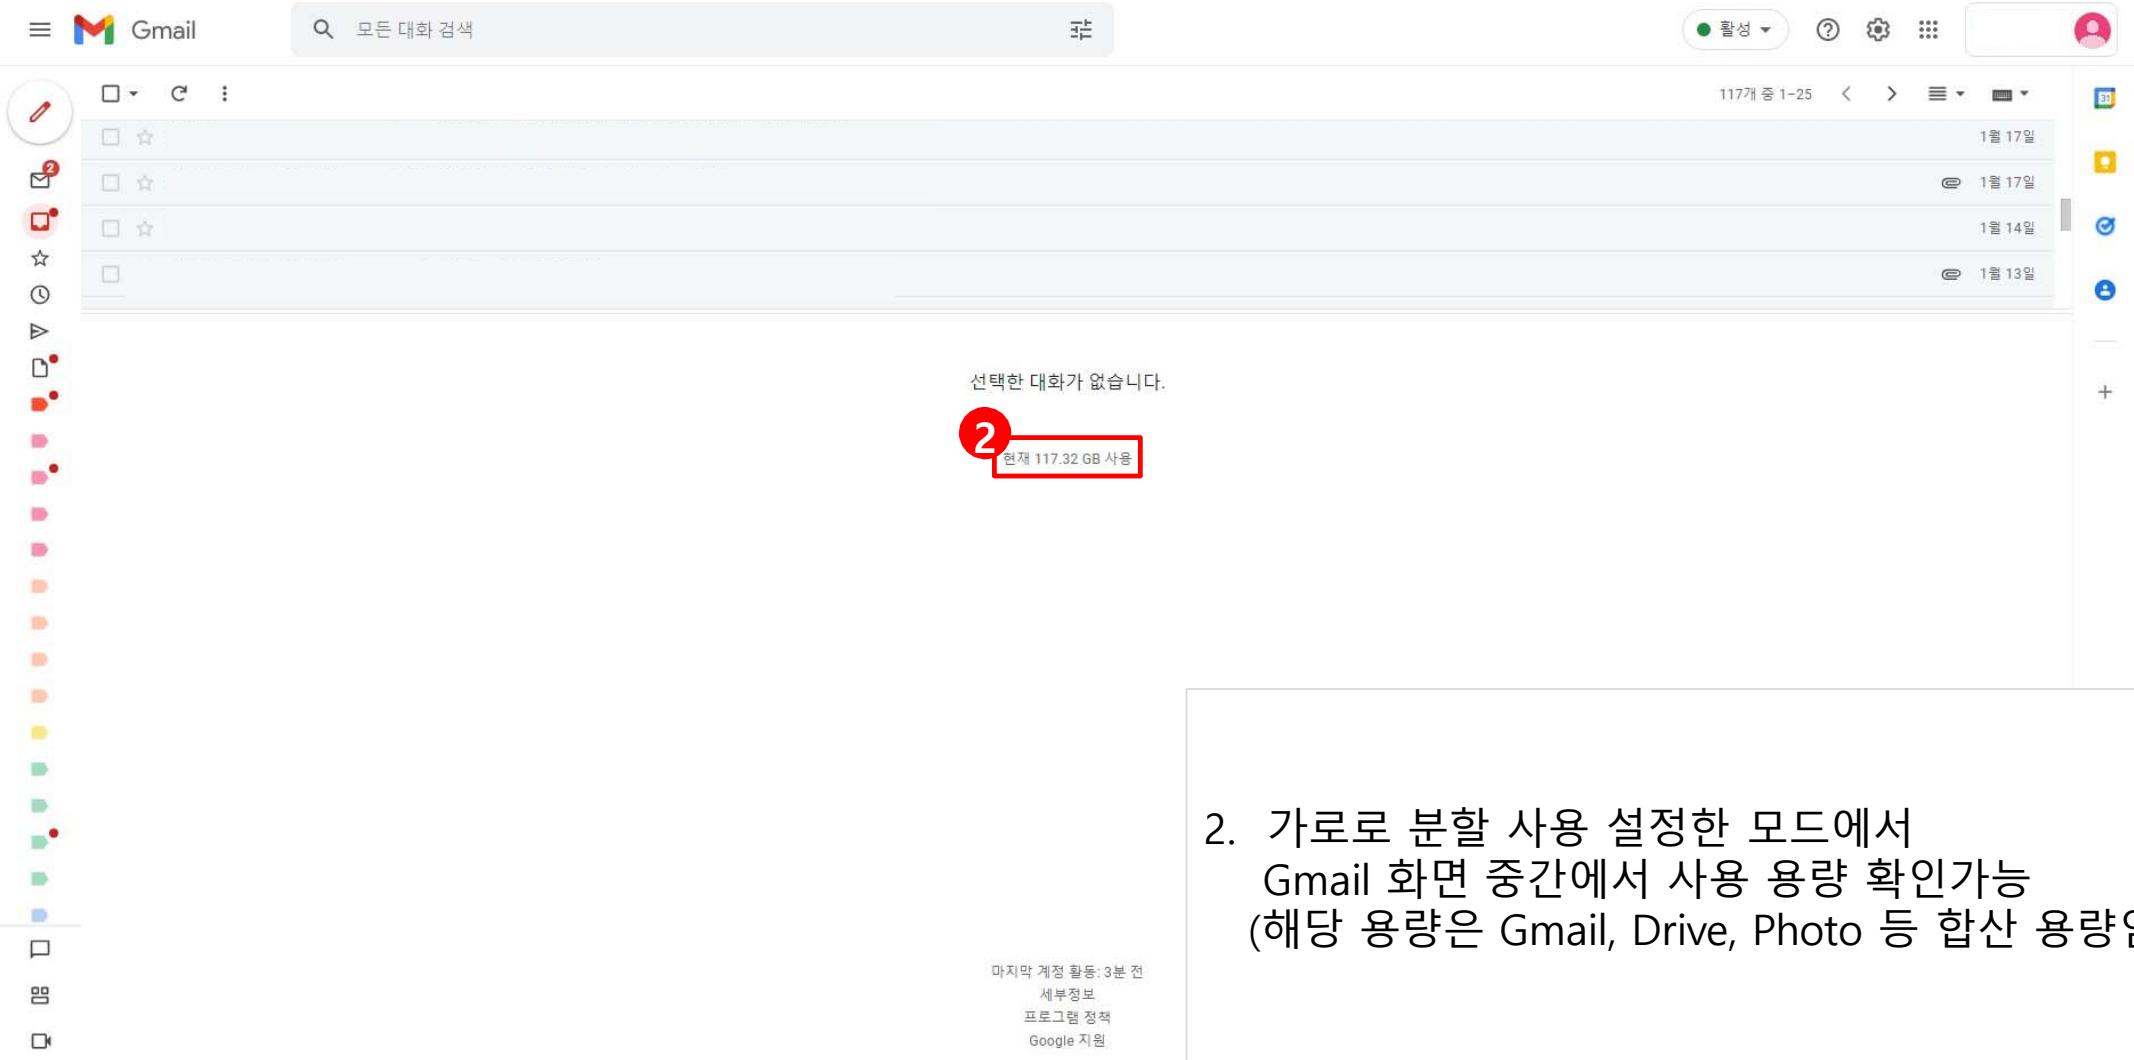 Gmail
모든 대화 검색
활성
117개 중 1–25
31
1월 17일
2
1월 17일
1월 14일
1월 13일
선택한 대화가 없습니다.
2
현재 117.32 GB 사용
2. 가로로 분할 사용 설정한 모드에서
Gmail 화면 중간에서 사용 용량 확인가능
(해당 용량은 Gmail, Drive, Photo 등 합산 용량
마지막 계정 활동: 3분 전
세부정보
프로그램 정책
Google 지원